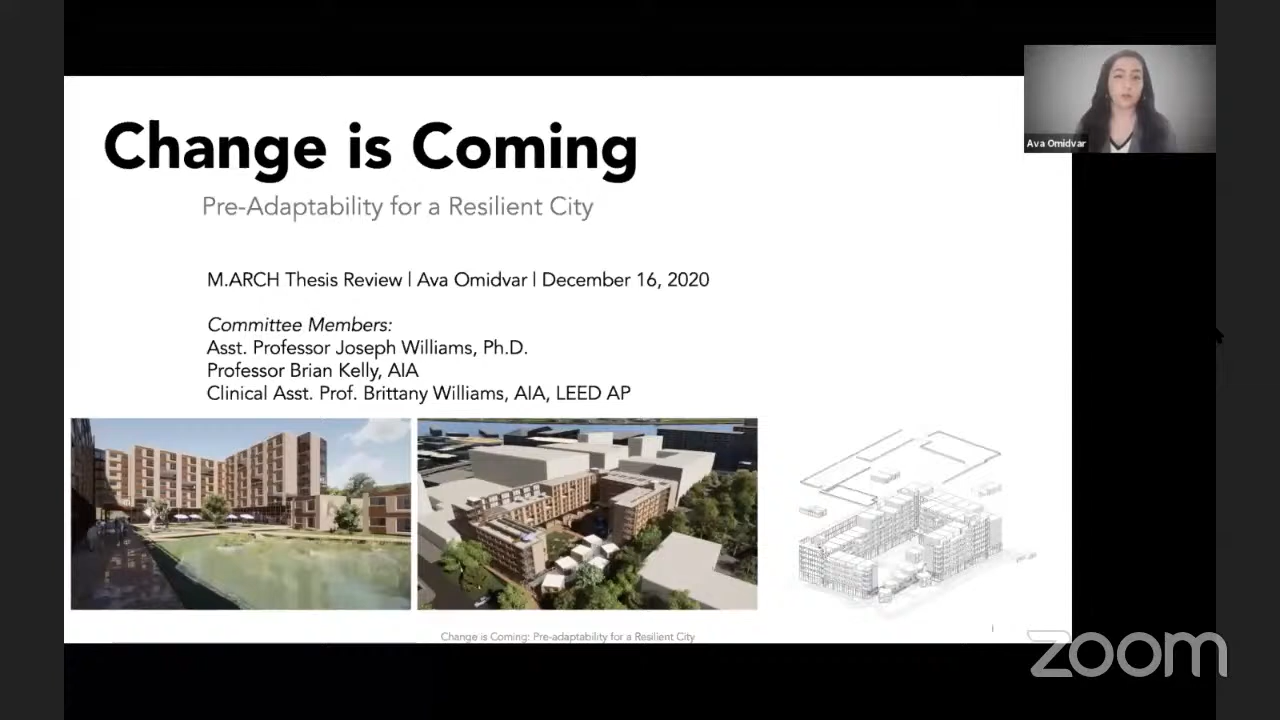 Change is Coming
Pre-Adaptability for a Resilient City
M.ARCH Thesis Review | Ava Omidvar | December 16, 2020
Committee Members:
Asst. Professor Joseph Williams, Ph.D.
Professor Brian Kelly, AIA
Clinical Asst. Prof. Brittany Williams, AIA, LEED AP
Change is Coming: Pre-adaptability for a Resilient City
Ava Omidvar
zoom